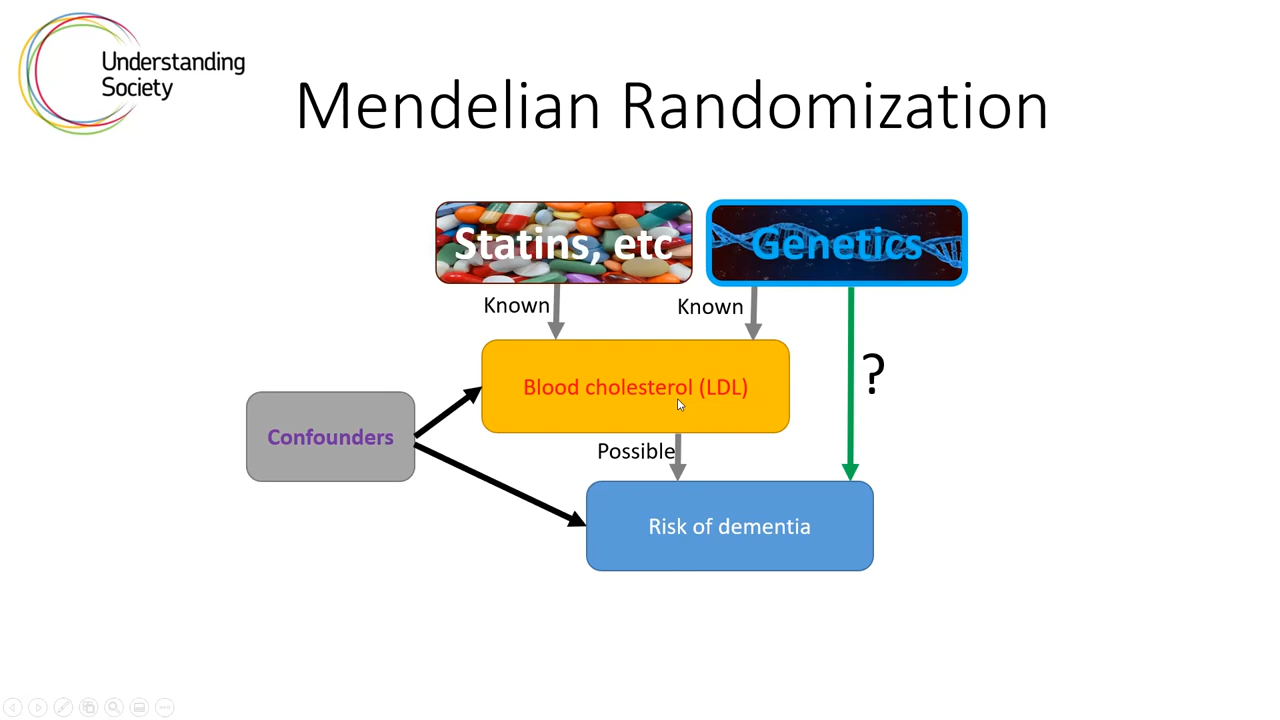 Understanding
Society
Mendelian Randomization
Statins, etc
Genetics
Known
Known
?
Blood cholesterol (LDL)
Confounders
Possible
Risk of dementia